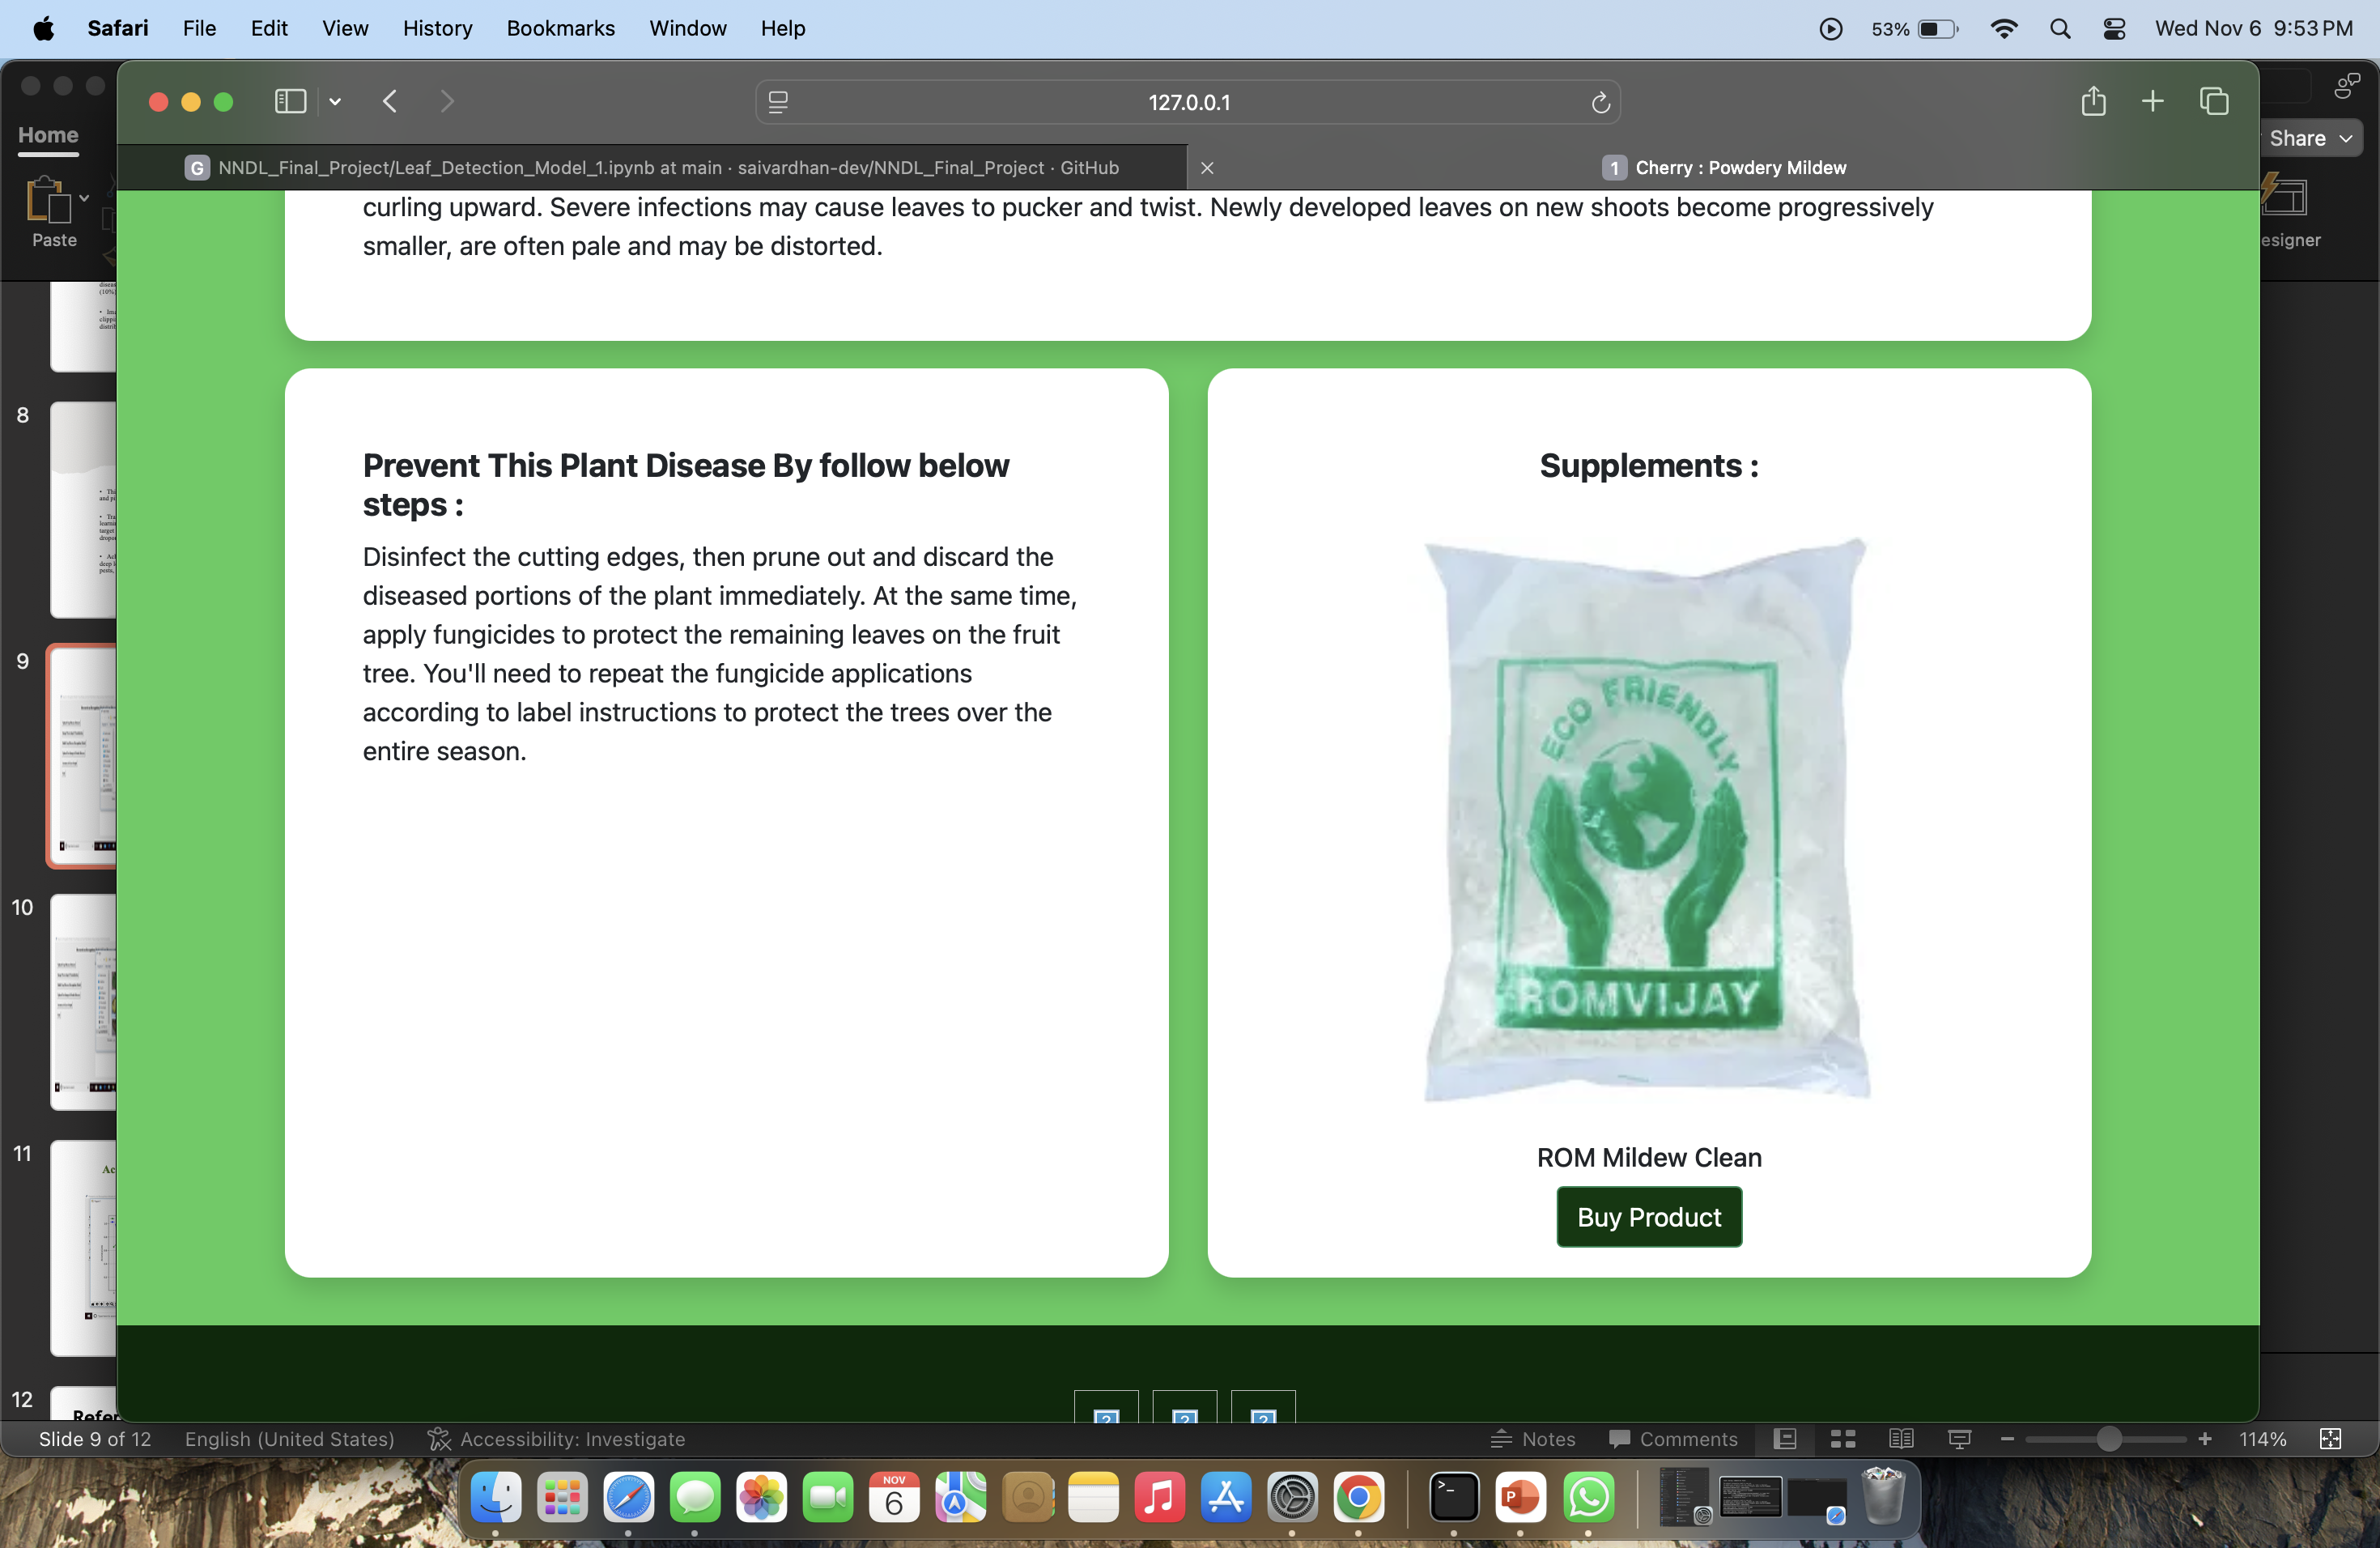 Safari File Edit View History Bookmarks Window Help 53% Wed Nov 6 9:53 PM
127.0.0.1
Home
Share
G NNDL_Final_Project/Leaf_Detection_Model_1.ipynb at main · saivardhan-dev/NNDL_Final_Project · GitHub
1 Cherry : Powdery Mildew
Paste
esigner
curling upward. Severe infections may cause leaves to pucker and twist. Newly developed leaves on new shoots become progressively
smaller, are often pale and may be distorted.
8
9
10
11
12
Prevent This Plant Disease By follow below
steps :
Disinfect the cutting edges, then prune out and discard the
diseased portions of the plant immediately. At the same time,
apply fungicides to protect the remaining leaves on the fruit
tree. You'll need to repeat the fungicide applications
according to label instructions to protect the trees over the
entire season.
Supplements :
ECO FRIENDLY
ROMVIJAY
ROM Mildew Clean
Buy Product
Ac
Refer
Slide 9 of 12 English (United States) Accessibility: Investigate Notes Comments 114%
NOV
6